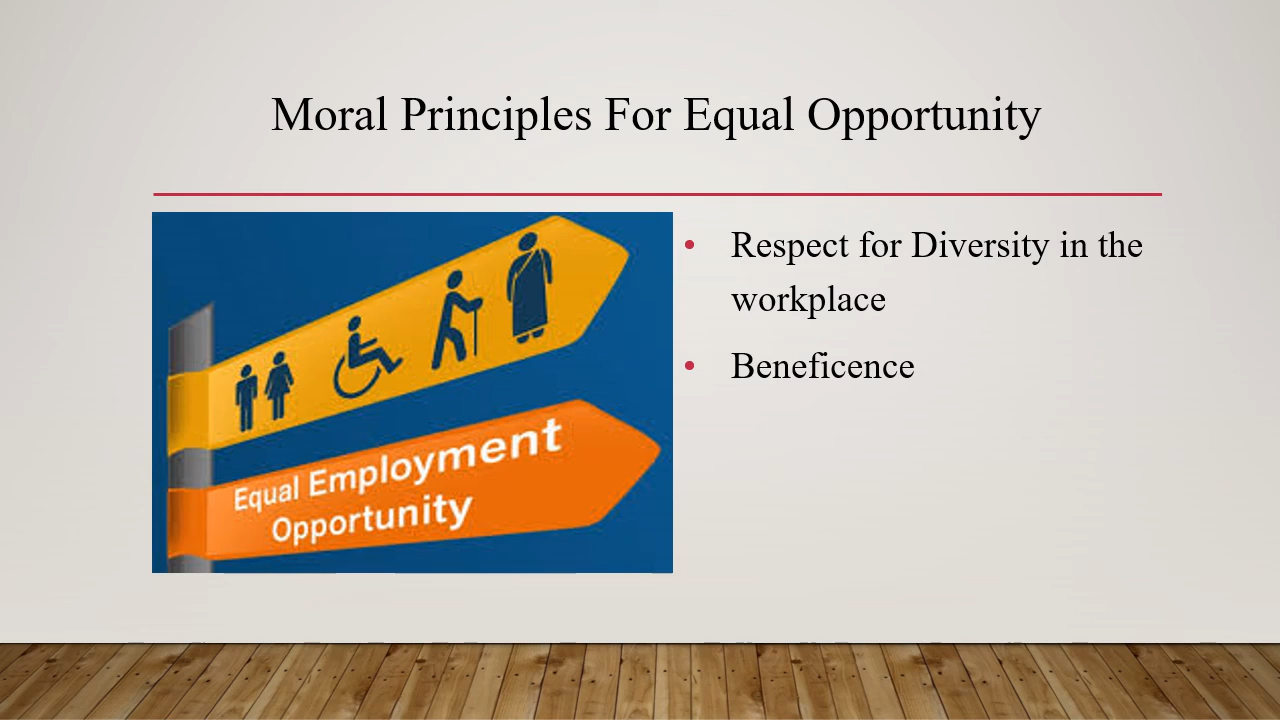 Moral Principles For Equal Opportunity
Equal Employment
Opportunity
• Respect for Diversity in the
workplace
• Beneficence